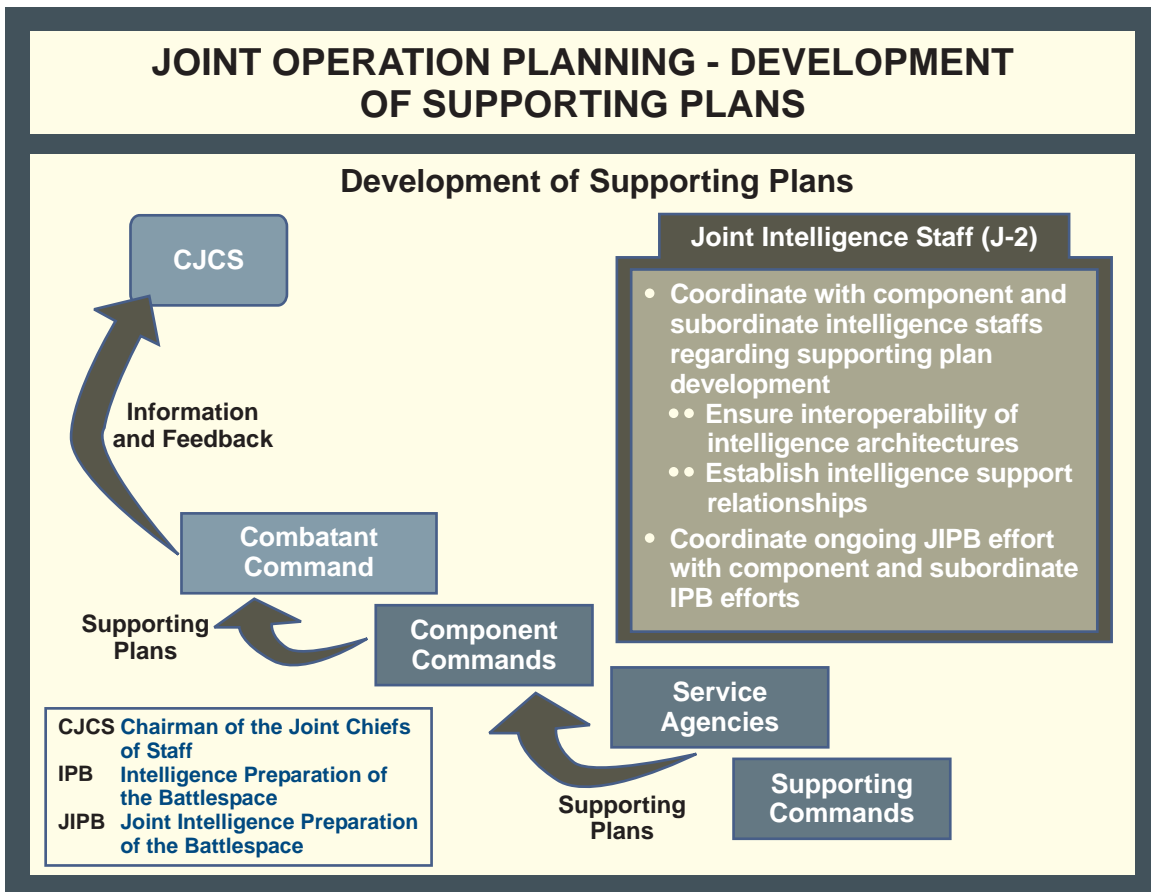 JOINT OPERATION PLANNING - DEVELOPMENT
OF SUPPORTING PLANS
Development of Supporting Plans
CJCS
Information
and Feedback
Combatant
Command
Supporting
Plans
Component
Commands
Service
Agencies
Supporting
Commands
Supporting
Plans
Joint Intelligence Staff (J-2)
• Coordinate with component and
subordinate intelligence staffs
regarding supporting plan
development
•• Ensure interoperability of
intelligence architectures
•• Establish intelligence support
relationships
• Coordinate ongoing JIPB effort
with component and subordinate
IPB efforts
CJCS Chairman of the Joint Chiefs
of Staff
IPB Intelligence Preparation of
the Battlespace
JIPB Joint Intelligence Preparation
of the Battlespace